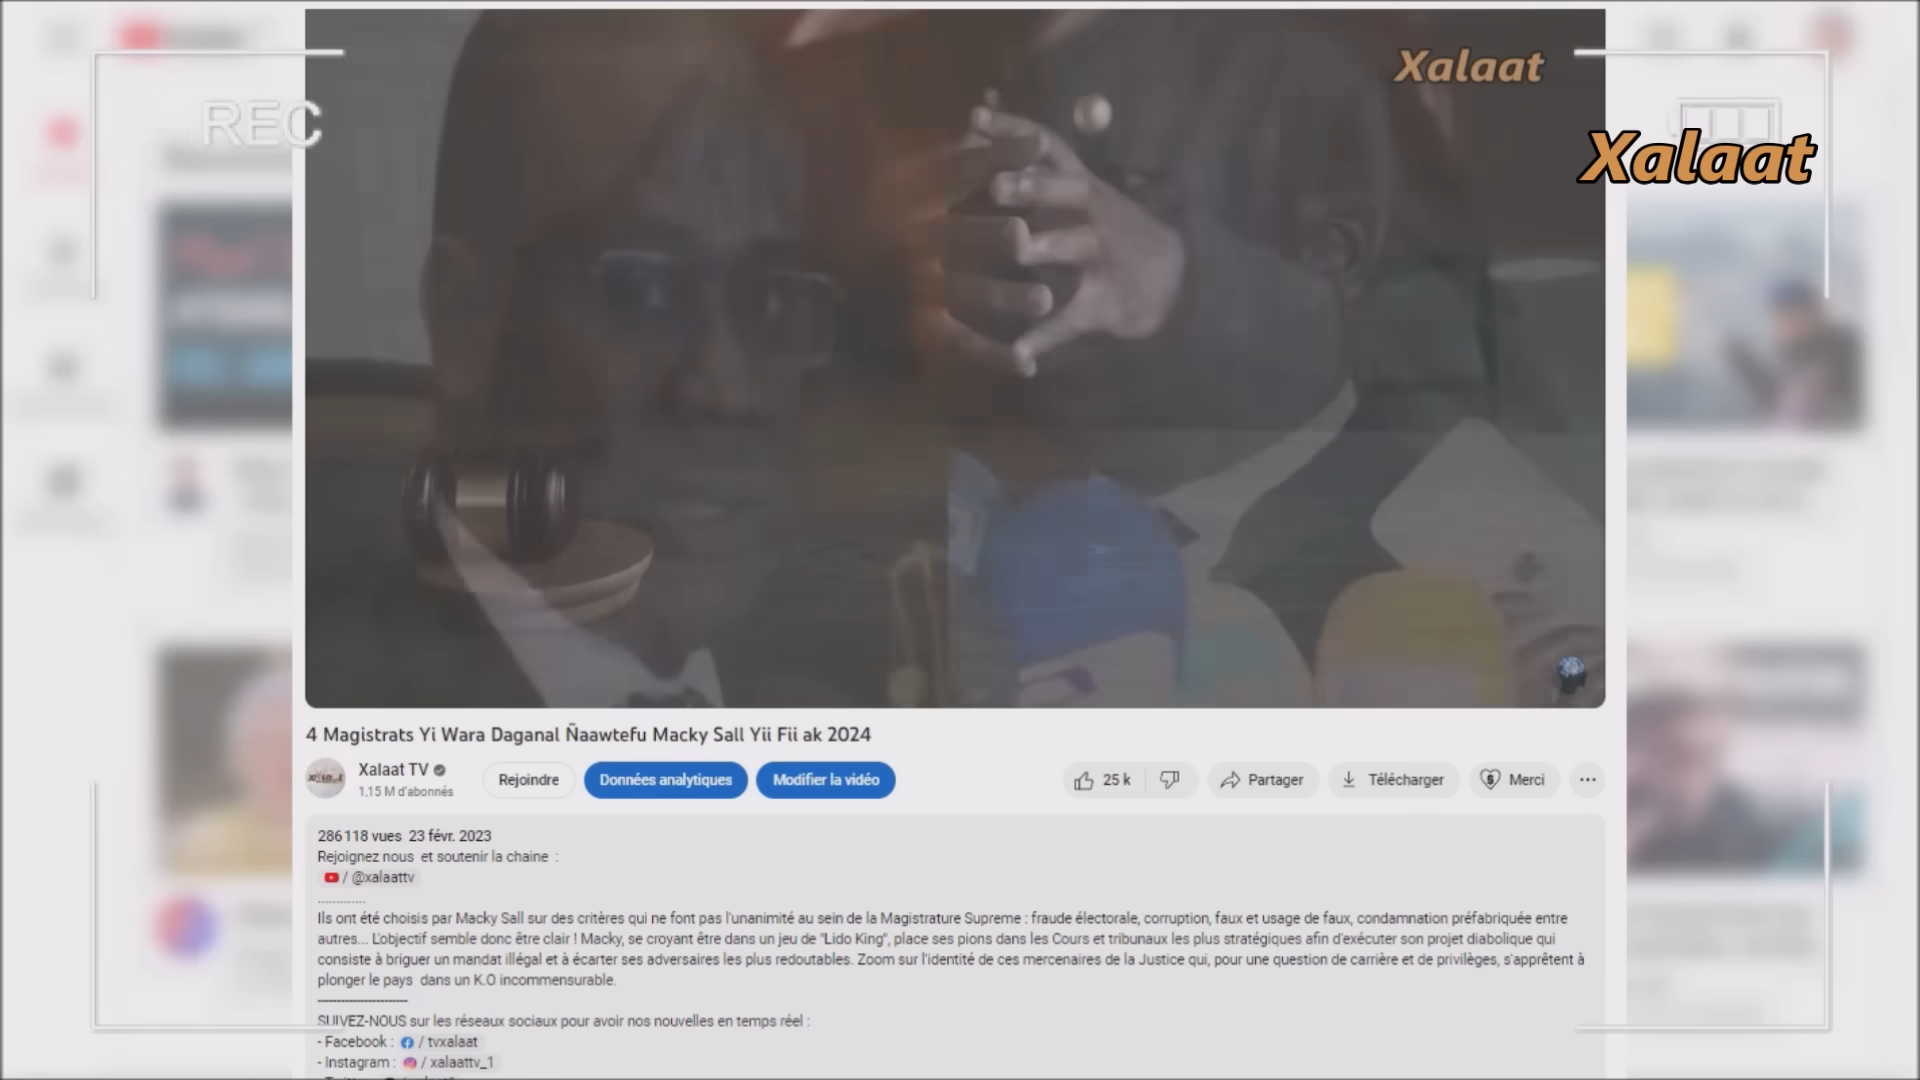 Xalaat
REC
Xalaat
4 Magistrats Yi Wara Daganal Ñaawtefu Macky Sall Yii Fii ak 2024
Xalaat TV
1,15 M d'abonnés
Rejoindre
Données analytiques
Modifier la vidéo
25 k
Partager
Télécharger
Merci
286 118 vues 23 févr. 2023
Rejoignez nous et soutenir la chaine :
/ @xalaattv
............
Ils ont été choisis par Macky Sall sur des critères qui ne font pas l'unanimité au sein de la Magistrature Supreme : fraude électorale, corruption, faux et usage de faux, condamnation préfabriquée entre
autres... L'objectif semble donc être clair ! Macky, se croyant être dans un jeu de "Lido King", place ses pions dans les Cours et tribunaux les plus stratégiques afin d'exécuter son projet diabolique qui
consiste à briguer un mandat illégal et à écarter ses adversaires les plus redoutables. Zoom sur l'identité de ces mercenaires de la Justice qui, pour une question de carrière et de privilèges, s'apprêtent à
plonger le pays dans un K.O incommensurable.
------------------------
SUIVEZ-NOUS sur les réseaux sociaux pour avoir nos nouvelles en temps réel :
- Facebook : / tvxalaat
- Instagram : / xalaattv_1